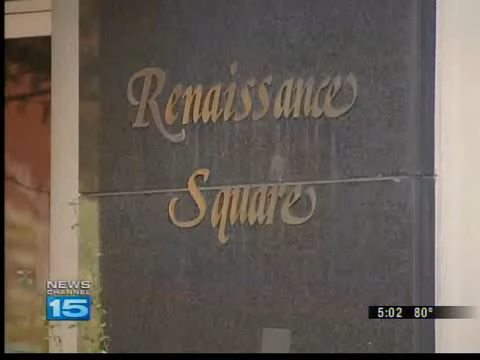 Renaissance
Square
NEWS
CHANNEL
15
5:02 80°